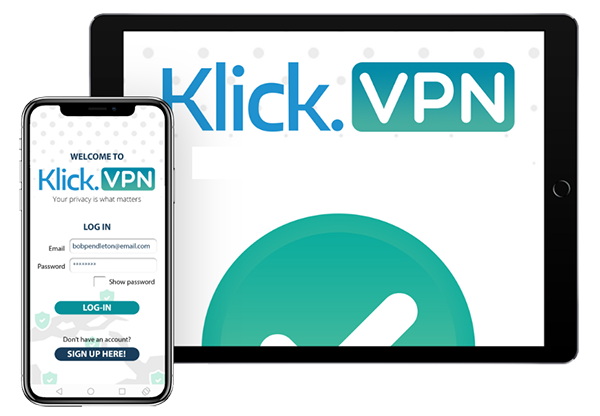 Klick.VPN
WELCOME TO
Klick.VPN
Your privacy is what matters
LOG IN
Email bobpendleton@email.com
Password ********
Show password
LOG-IN
Don't have an account?
SIGN UP HERE!